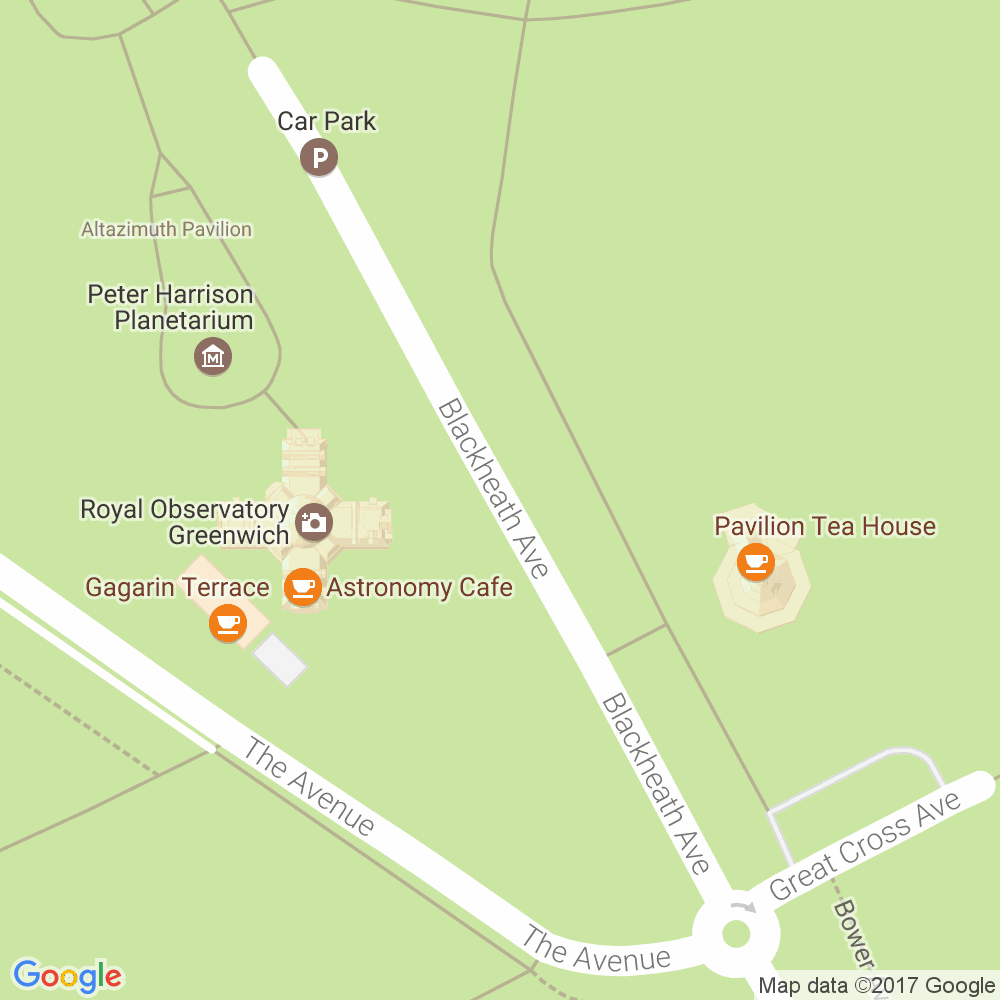 Car Park
P
Altazimuth Pavilion
Peter Harrison
Planetarium
M
Blackheath Ave
Royal Observatory
Greenwich
Pavilion Tea House
Gagarin Terrace
Astronomy Cafe
Blackheath Ave
The Avenue
Great Cross Ave
The Avenue
Bower
Google
Map data ©2017 Google